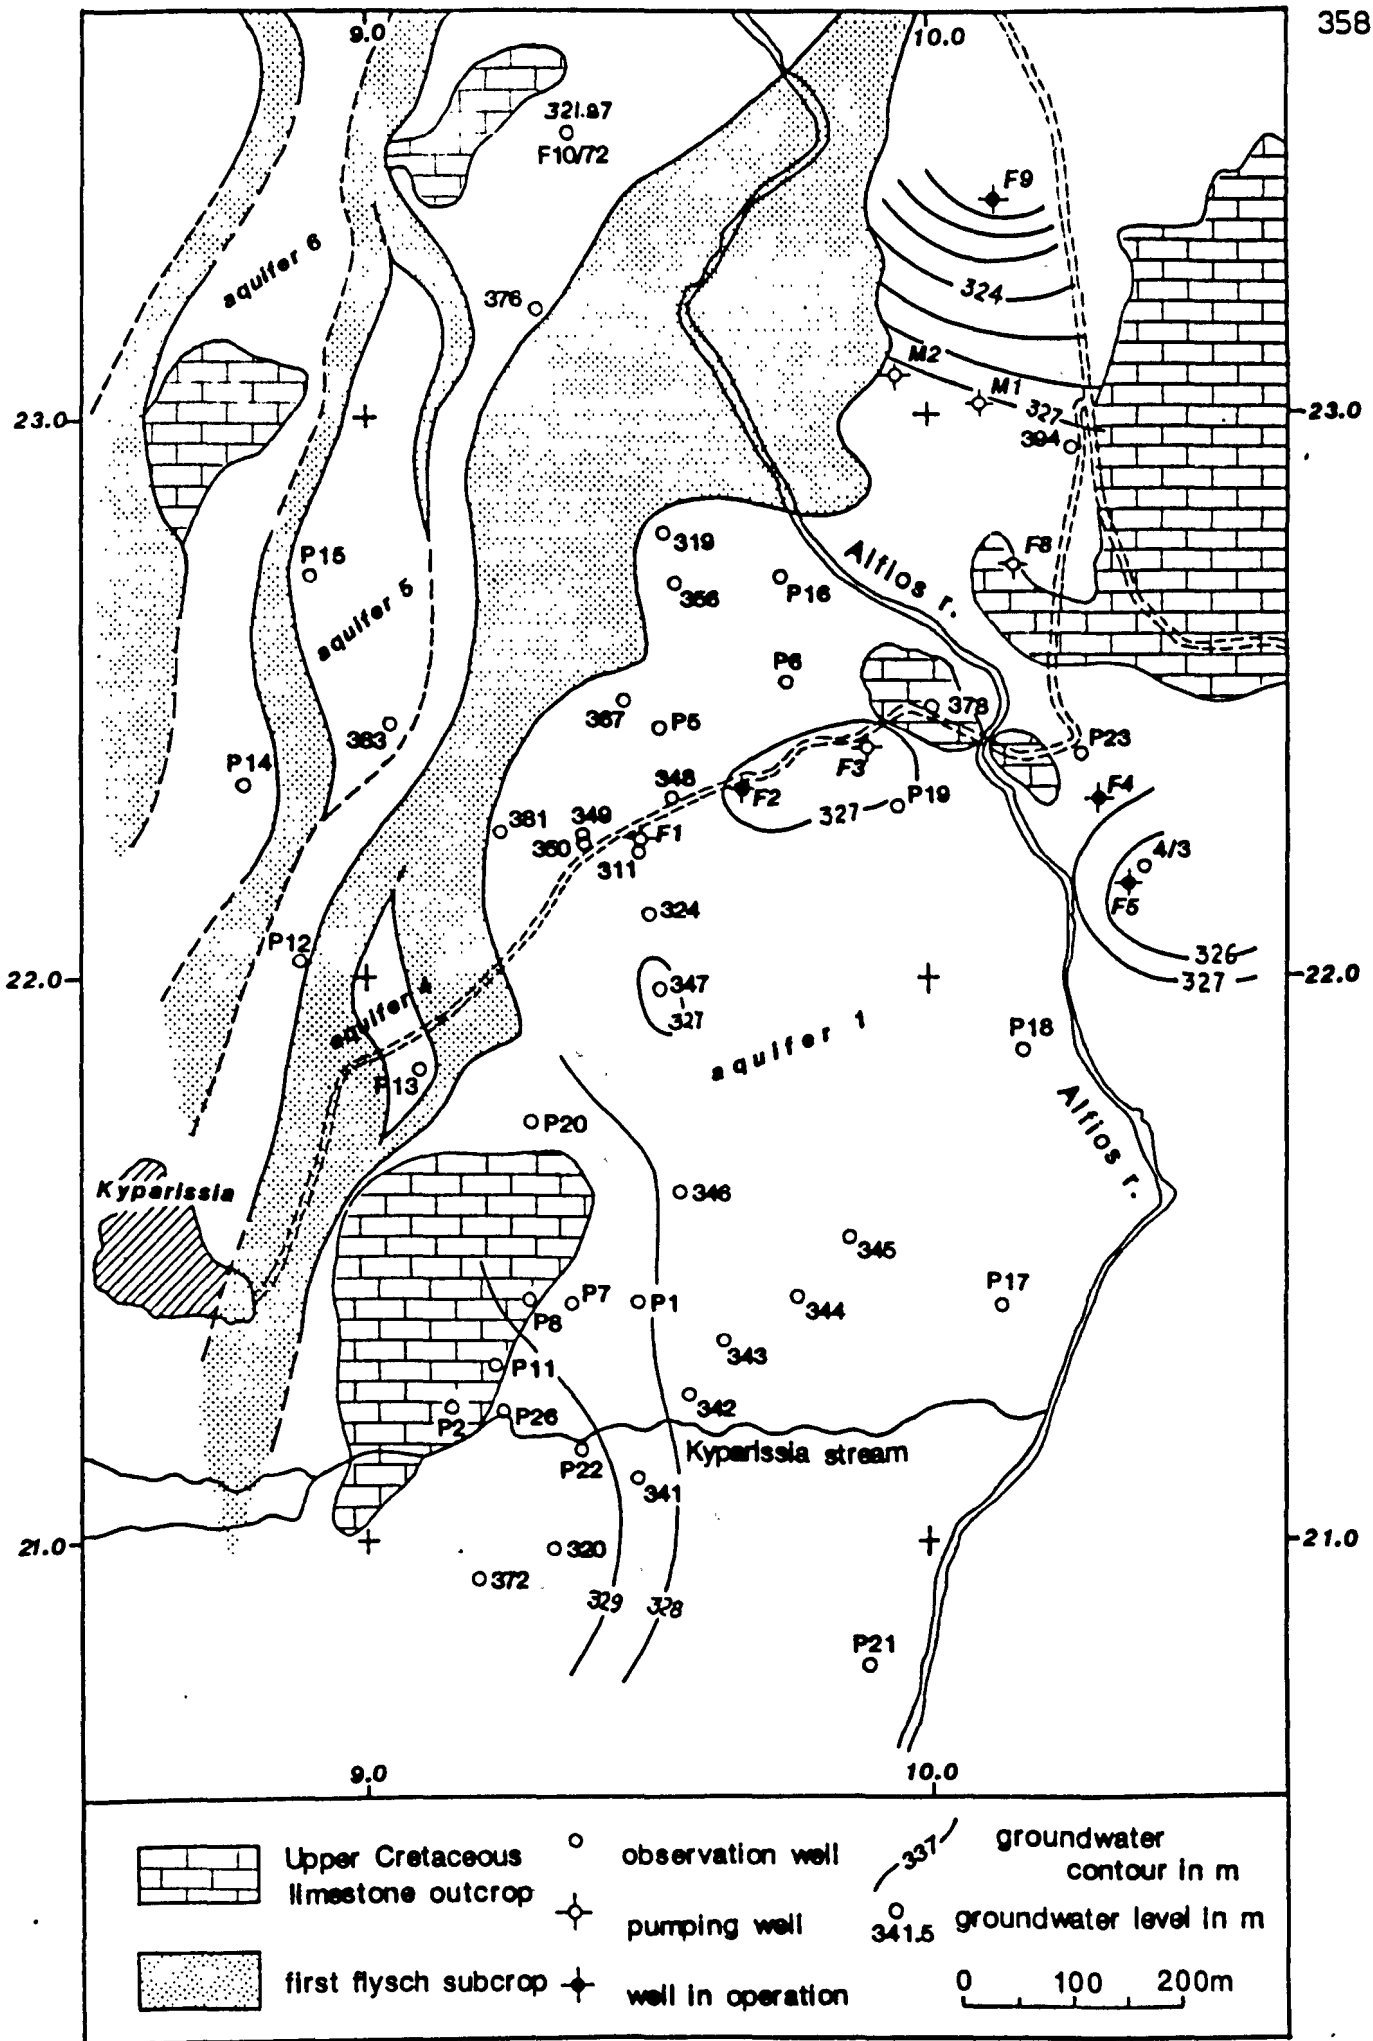 358
9.0
10.0
321.87
F10/72
F9
aquifer 6
324
376
M2
M1
327
23.0
23.0
394
319
Alfios r.
F8
P15
356
P16
aquifer 5
P6
367
P5
378
383
F3
P23
P14
348
F2
P19
F4
381
349
F1
327
350
311
4/3
F5
324
P12
326
22.0
347
22.0
327
327
aquifer 4
aquifer 1
P18
P13
Alfios r.
P20
Kyparissia
346
345
P7
P1
P17
P8
344
343
P11
342
P2
P26
Kyparissia stream
P22
341
21.0
320
21.0
372
329
328
P21
9.0
10.0
Upper Cretaceous
limestone outcrop
observation well
337
groundwater
contour in m
pumping well
341.5
groundwater level in m
first flysch subcrop
well in operation
0 100 200m